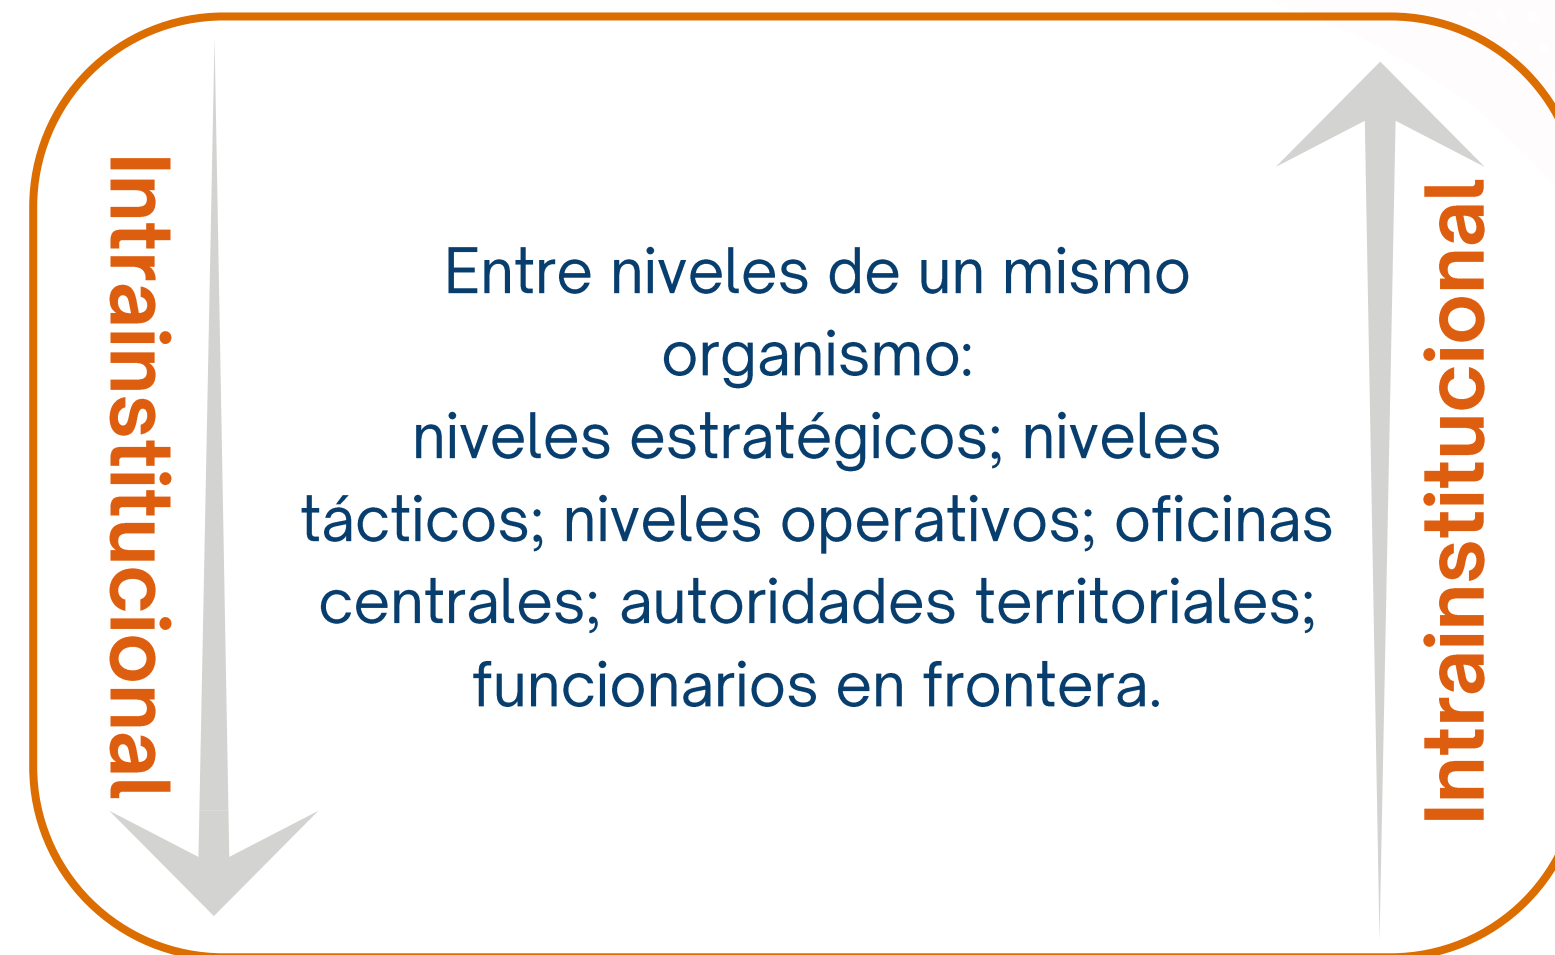 Intrainstitucional
Entre niveles de un mismo
organismo:
niveles estratégicos; niveles
tácticos; niveles operativos; oficinas
centrales; autoridades territoriales;
funcionarios en frontera.
Intrainstitucional